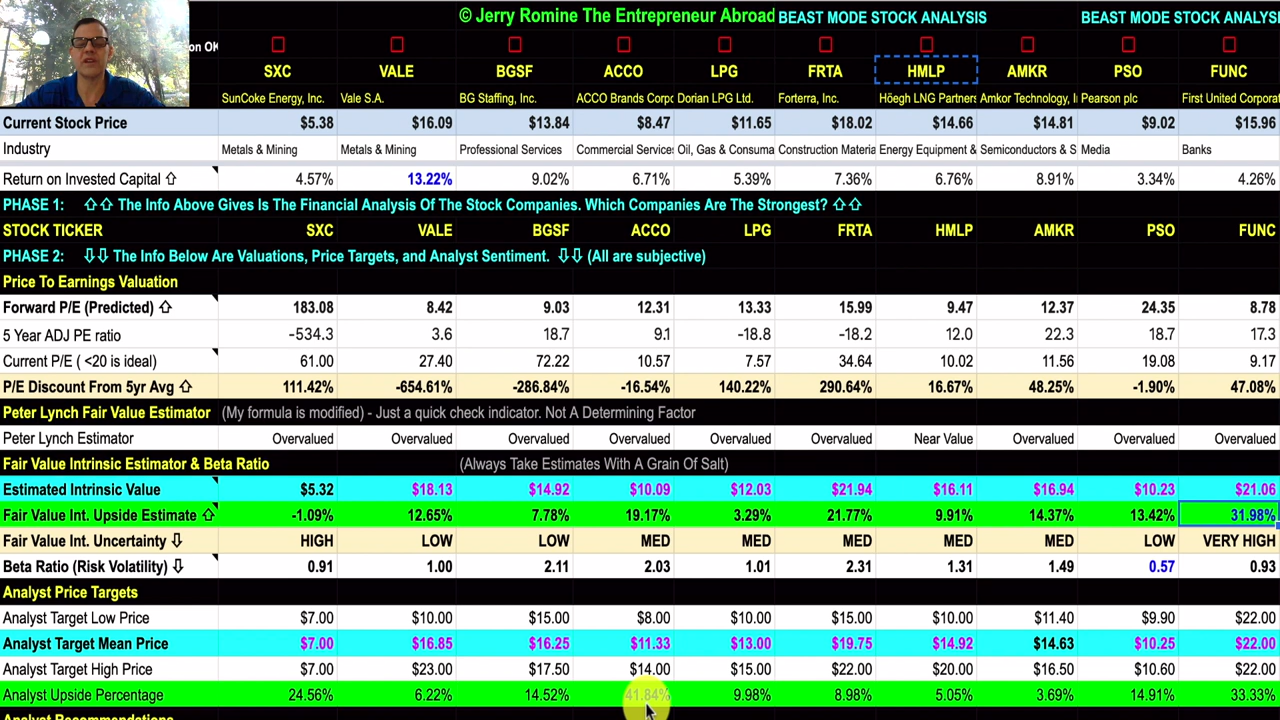 © Jerry Romine The Entrepreneur Abroad BEAST MODE STOCK ANALYSIS BEAST MODE STOCK ANALYSI
on OK
SXC VALE BGSF ACCO LPG FRTA HMLP AMKR PSO FUNC
SunCoke Energy, Inc. Vale S.A. BG Staffing, Inc. ACCO Brands Corpo Dorian LPG Ltd. Forterra, Inc. Höegh LNG Partners Amkor Technology, I Pearson plc First United Corporat
Current Stock Price $5.38 $16.09 $13.84 $8.47 $11.65 $18.02 $14.66 $14.81 $9.02 $15.96
Industry Metals & Mining Metals & Mining Professional Services Commercial Services Oil, Gas & Consuma Construction Materia Energy Equipment & Semiconductors & S Media Banks
Return on Invested Capital ⇧ 4.57% 13.22% 9.02% 6.71% 5.39% 7.36% 6.76% 8.91% 3.34% 4.26%
PHASE 1: ⇧⇧ The Info Above Gives Is The Financial Analysis Of The Stock Companies. Which Companies Are The Strongest? ⇧⇧
STOCK TICKER SXC VALE BGSF ACCO LPG FRTA HMLP AMKR PSO FUNC
PHASE 2: ⇩⇩ The Info Below Are Valuations, Price Targets, and Analyst Sentiment. ⇩⇩ (All are subjective)
Price To Earnings Valuation
Forward P/E (Predicted) ⇧ 183.08 8.42 9.03 12.31 13.33 15.99 9.47 12.37 24.35 8.78
5 Year ADJ PE ratio -534.3 3.6 18.7 9.1 -18.8 -18.2 12.0 22.3 18.7 17.3
Current P/E ( <20 is ideal) 61.00 27.40 72.22 10.57 7.57 34.64 10.02 11.56 19.08 9.17
P/E Discount From 5yr Avg ⇧ 111.42% -654.61% -286.84% -16.54% 140.22% 290.64% 16.67% 48.25% -1.90% 47.08%
Peter Lynch Fair Value Estimator (My formula is modified) - Just a quick check indicator. Not A Determining Factor
Peter Lynch Estimator Overvalued Overvalued Overvalued Overvalued Overvalued Overvalued Near Value Overvalued Overvalued Overvalued
Fair Value Intrinsic Estimator & Beta Ratio (Always Take Estimates With A Grain Of Salt)
Estimated Intrinsic Value $5.32 $18.13 $14.92 $10.09 $12.03 $21.94 $16.11 $16.94 $10.23 $21.06
Fair Value Int. Upside Estimate ⇧ -1.09% 12.65% 7.78% 19.17% 3.29% 21.77% 9.91% 14.37% 13.42% 31.98%
Fair Value Int. Uncertainty ⇩ HIGH LOW LOW MED MED MED MED MED LOW VERY HIGH
Beta Ratio (Risk Volatility) ⇩ 0.91 1.00 2.11 2.03 1.01 2.31 1.31 1.49 0.57 0.93
Analyst Price Targets
Analyst Target Low Price $7.00 $10.00 $15.00 $8.00 $10.00 $15.00 $10.00 $11.40 $9.90 $22.00
Analyst Target Mean Price $7.00 $16.85 $16.25 $11.33 $13.00 $19.75 $14.92 $14.63 $10.25 $22.00
Analyst Target High Price $7.00 $23.00 $17.50 $14.00 $15.00 $22.00 $20.00 $16.50 $10.60 $22.00
Analyst Upside Percentage 24.56% 6.22% 14.52% 41.84% 9.98% 8.98% 5.05% 3.69% 14.91% 33.33%
Analyst Recommendations